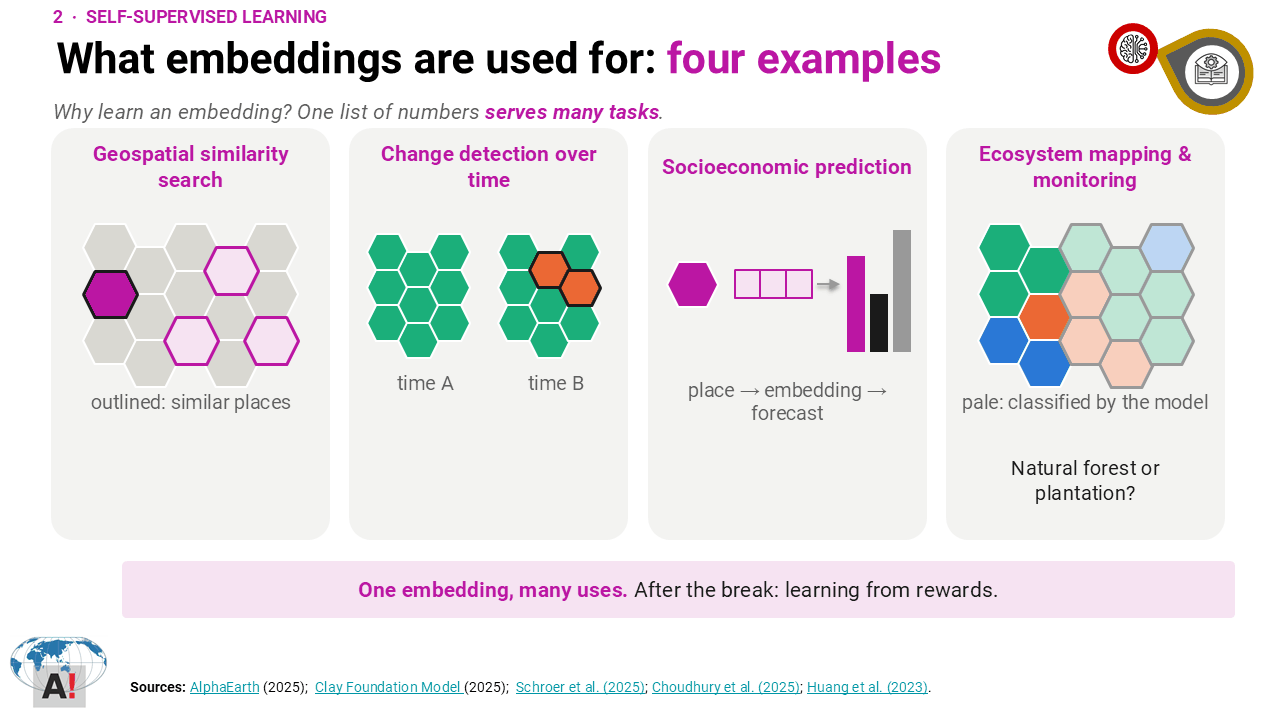 2 · SELF-SUPERVISED LEARNING
What embeddings are used for: four examples
Why learn an embedding? One list of numbers serves many tasks.
Geospatial similarity
search
outlined: similar places
Change detection over
time
time A
time B
Socioeconomic prediction
place → embedding →
forecast
Ecosystem mapping &
monitoring
pale: classified by the model
Natural forest or
plantation?
One embedding, many uses. After the break: learning from rewards.
A!
Sources: AlphaEarth (2025); Clay Foundation Model (2025); Schroer et al. (2025); Choudhury et al. (2025); Huang et al. (2023).